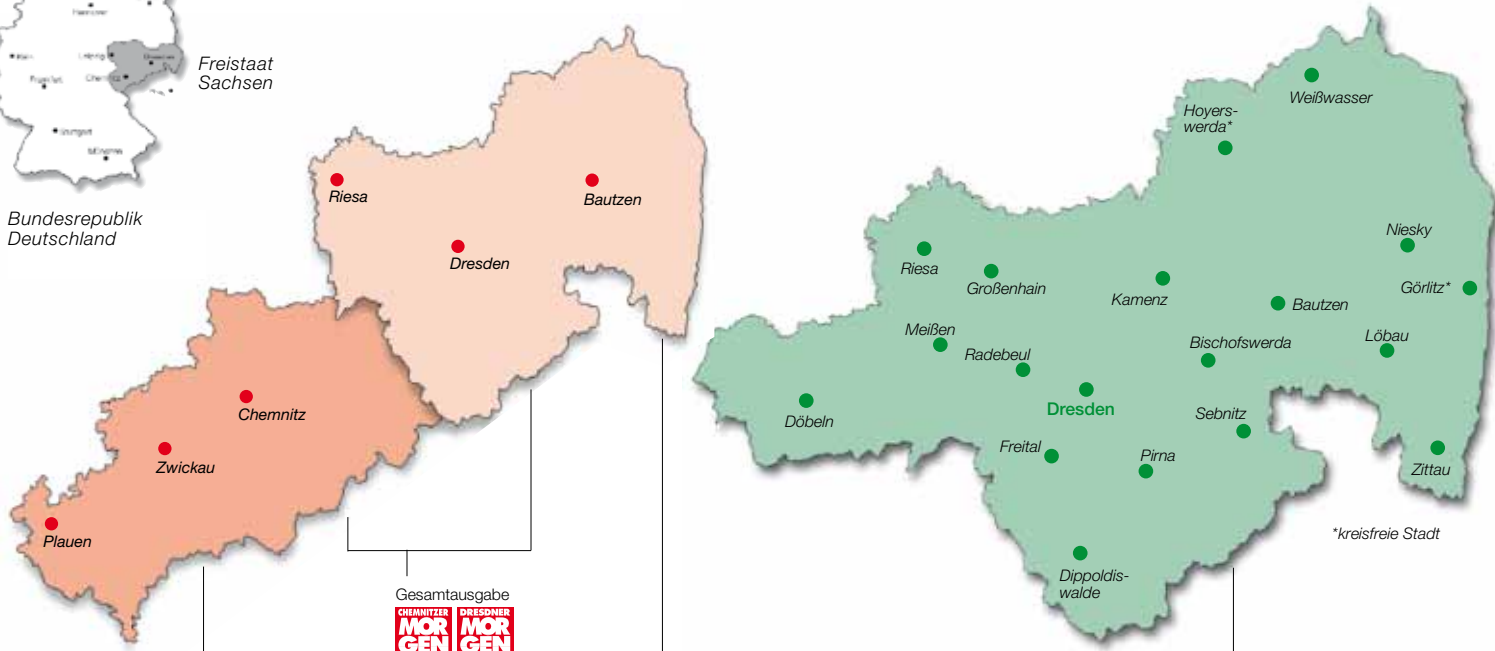 Freistaat
Sachsen
Stuttgart
München
Bundesrepublik
Deutschland
Riesa
Bautzen
Dresden
Chemnitz
Zwickau
Plauen
Gesamtausgabe
CHEMNITZER
MOR
GEN
DRESDNER
MOR
GEN
Weißwasser
Hoyers-
werda*
Niesky
Riesa
Großenhain
Kamenz
Görlitz*
Bautzen
Meißen
Radebeul
Bischofswerda
Löbau
Dresden
Döbeln
Sebnitz
Freital
Pirna
Zittau
*kreisfreie Stadt
Dippoldis-
walde